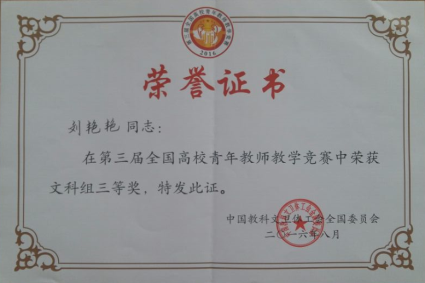 2016
荣誉证书
刘艳艳 同志：
在第三届全国高校青年教师教学竞赛中荣获
文科组三等奖，特发此证。
中国教科文卫体工会全国委员会
二〇一六年八月